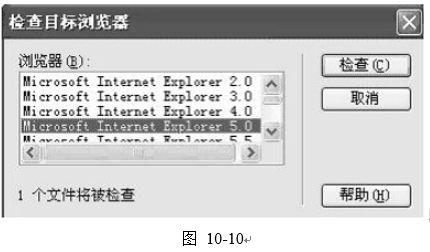 检查目标浏览器
浏览器(B):
Microsoft Internet Explorer 2.0
Microsoft Internet Explorer 3.0
Microsoft Internet Explorer 4.0
Microsoft Internet Explorer 5.0
Microsoft Internet Explorer 5.5
检查(C)
取消
1 个文件将被检查
帮助(H)
图 10-10